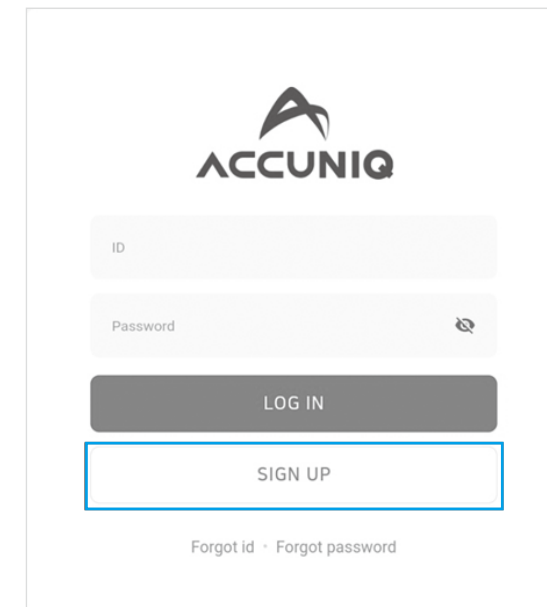 ACCUNIQ
ID
Password
LOG IN
SIGN UP
Forgot id · Forgot password